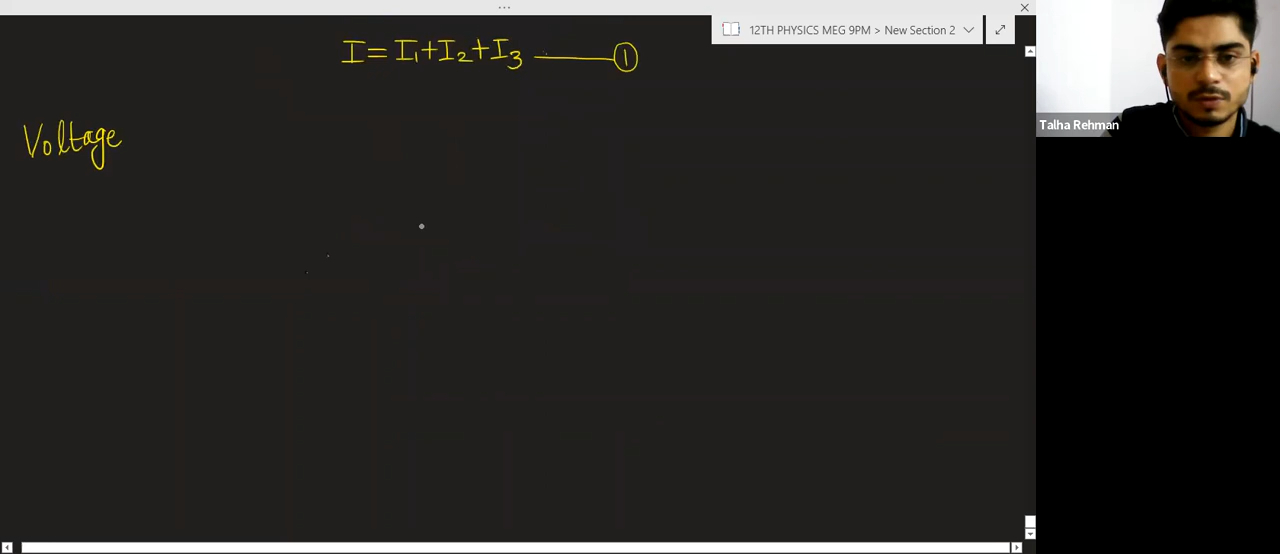 12TH PHYSICS MEG 9PM > New Section 2
I = I₁ + I₂ + I₃ ——— ①
Voltage
Talha Rehman